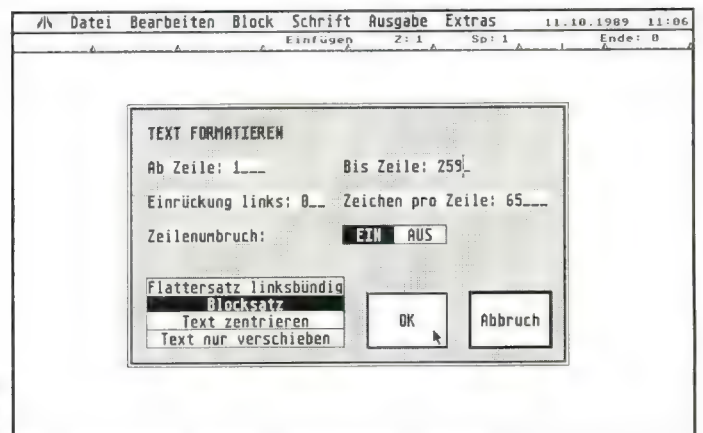 Datei Bearbeiten Block Schrift Ausgabe Extras 11.10.1989 11:06
Einfügen Z: 1 Sp: 1 Ende: 0
TEXT FORMATIEREN
Ab Zeile: 1___ Bis Zeile: 259_
Einrückung links: 0__ Zeichen pro Zeile: 65___
Zeilenumbruch: EIN AUS
Flattersatz linksbündig
Blocksatz
Text zentrieren
Text nur verschieben
OK Abbruch